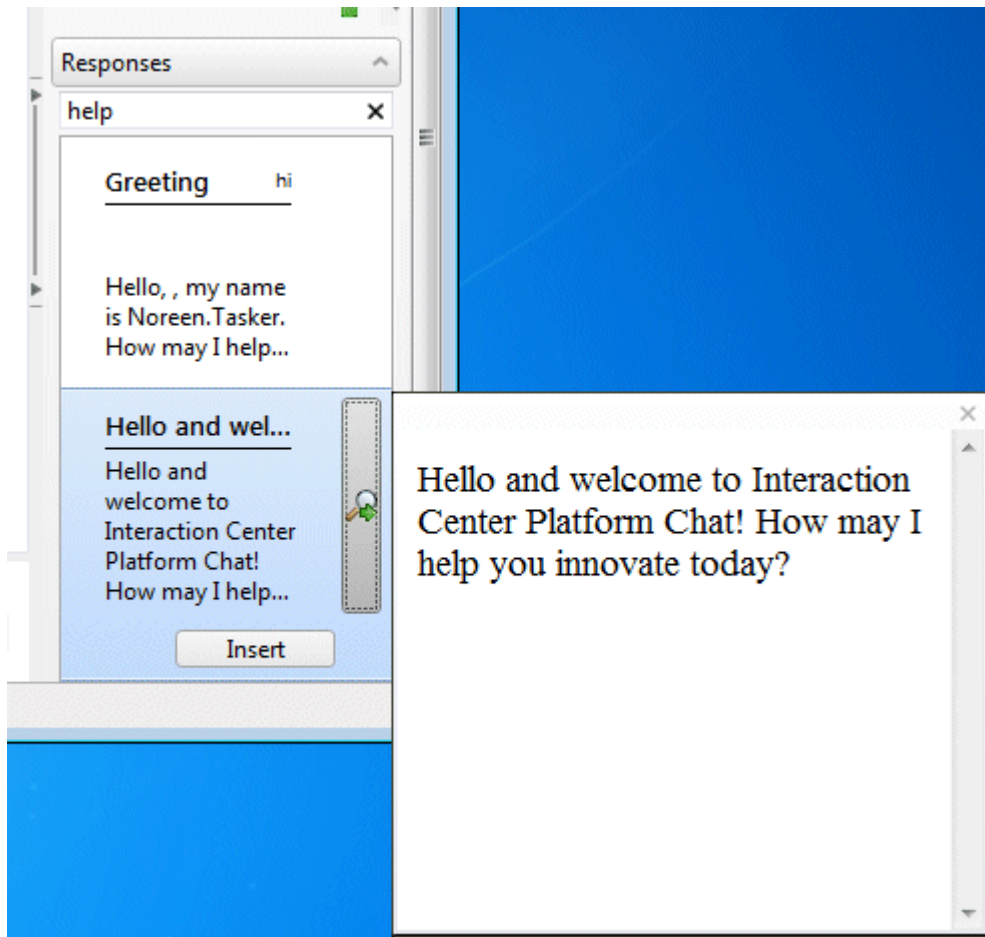 Responses
help
Greeting hi
Hello, , my name
is Noreen.Tasker.
How may I help...
Hello and wel...
Hello and
welcome to
Interaction Center
Platform Chat!
How may I help...
Insert
Hello and welcome to Interaction
Center Platform Chat! How may I
help you innovate today?